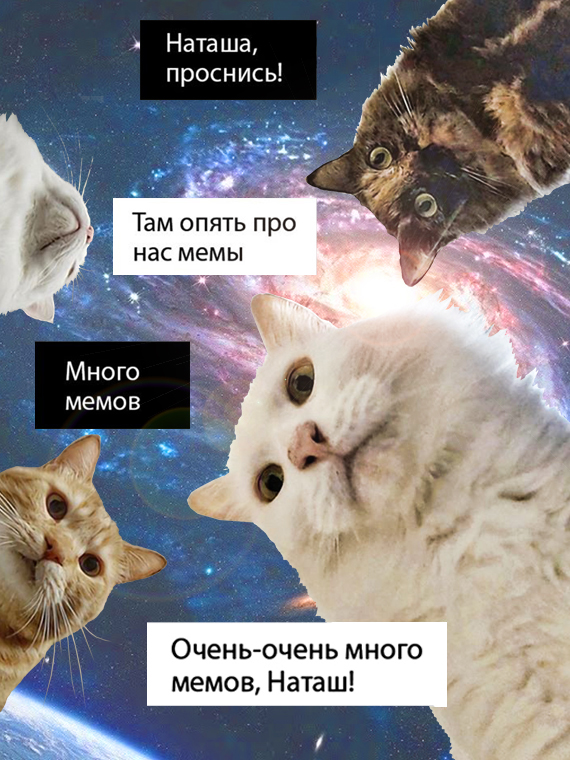 Наташа,
проснись!
Там опять про
нас мемы
Много
мемов
Очень-очень много
мемов, Наташ!